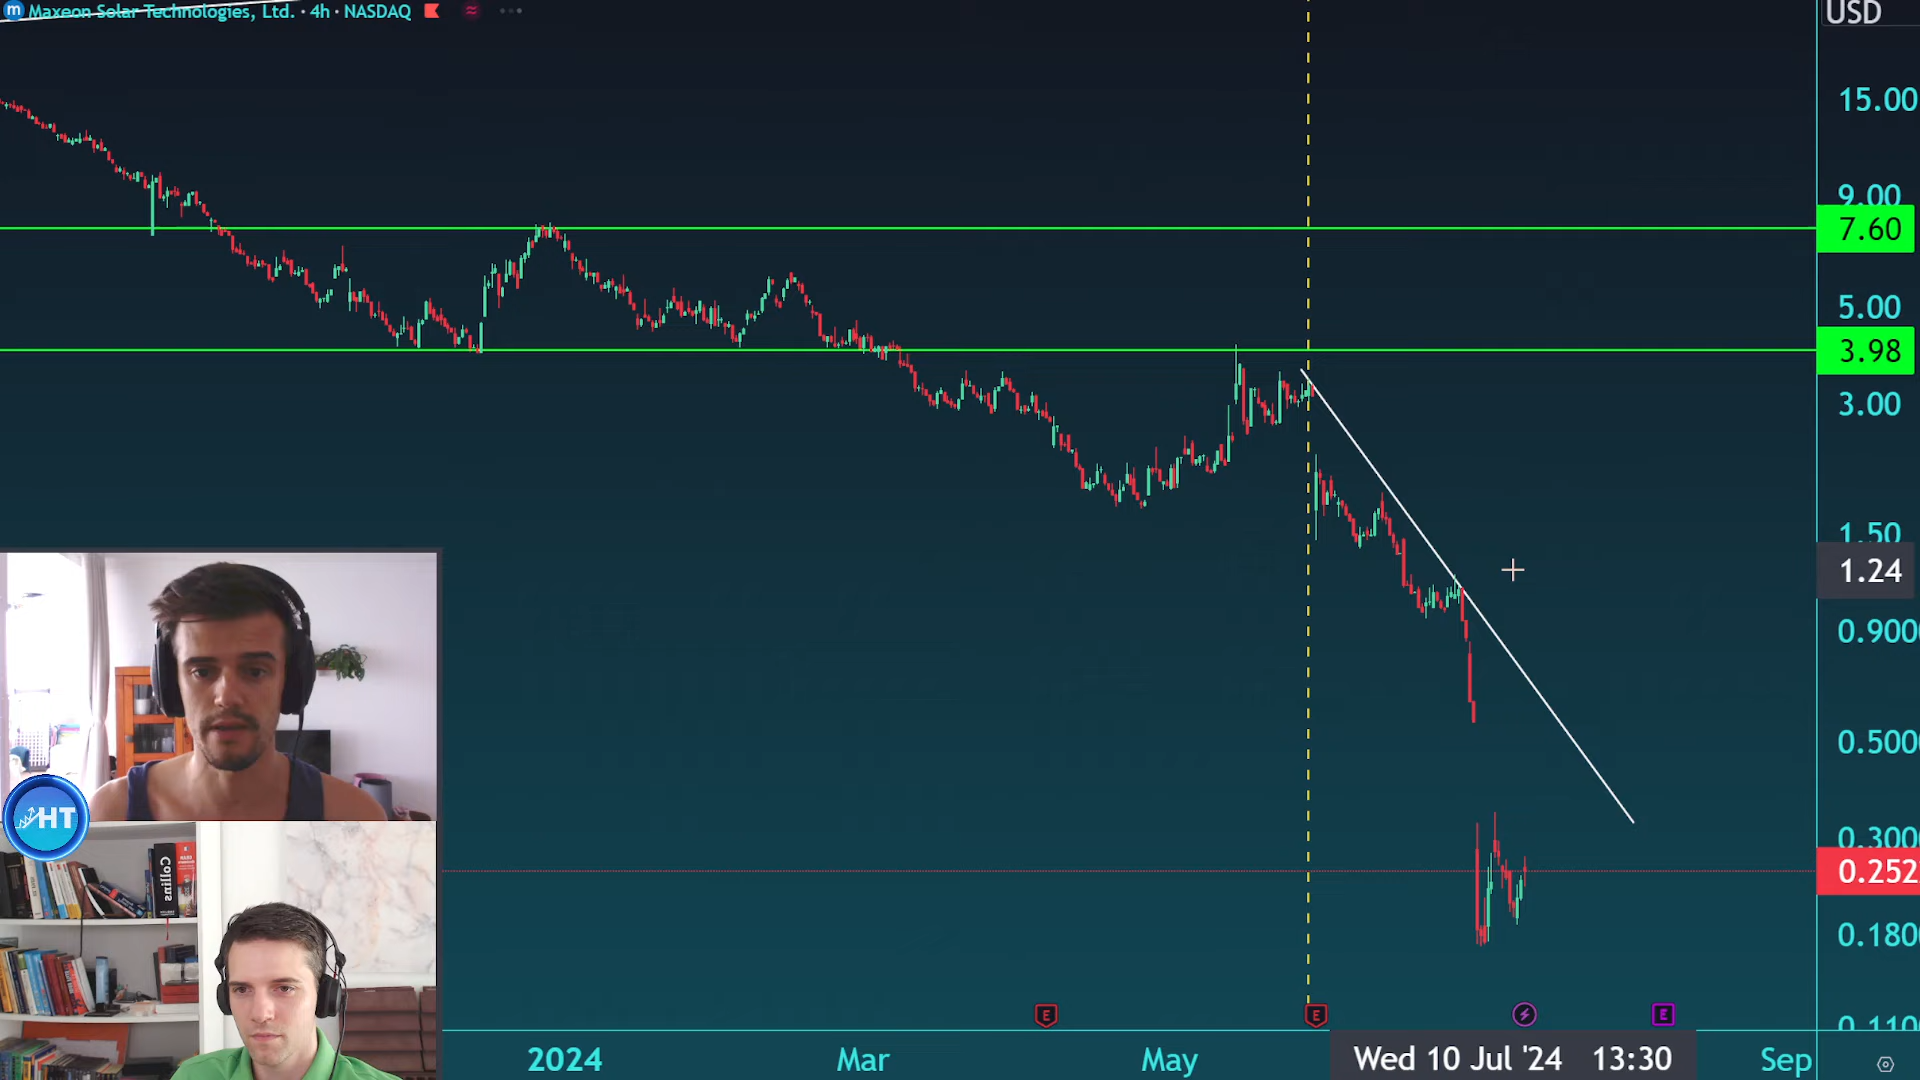 m Maxeon Solar Technologies, Ltd. · 4h · NASDAQ
USD
15.00
9.00
7.60
5.00
3.98
3.00
1.50
1.24
0.900
0.500
0.300
0.252
0.180
0.110
HT
Collins
E
E
E
2024
Mar
May
Wed 10 Jul '24 13:30
Sep